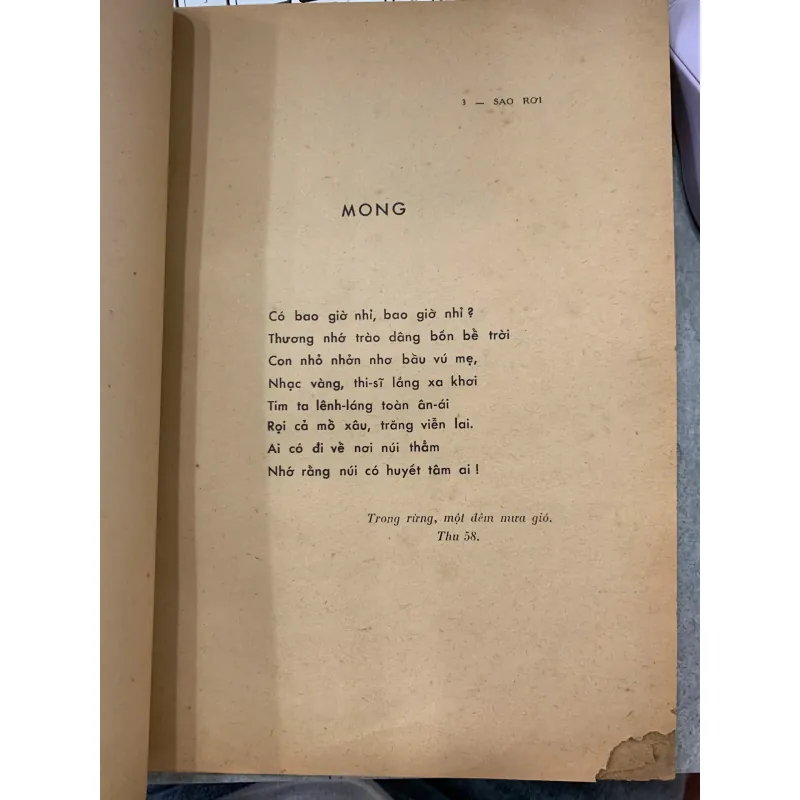 3 — SAO RƠI
MONG
Có bao giờ nhỉ, bao giờ nhỉ ?
Thương nhớ trào dâng bốn bề trời
Con nhỏ nhởn nhơ bầu vú mẹ,
Nhạc vàng, thi-sĩ lắng xa khơi
Tim ta lênh-láng toàn ân-ái
Rọi cả mồ xâu, trăng viễn lai.
Ai có đi về nơi núi thẳm
Nhớ rằng núi có huyết tâm ai !
Trong rừng, một đêm mưa gió.
Thu 58.